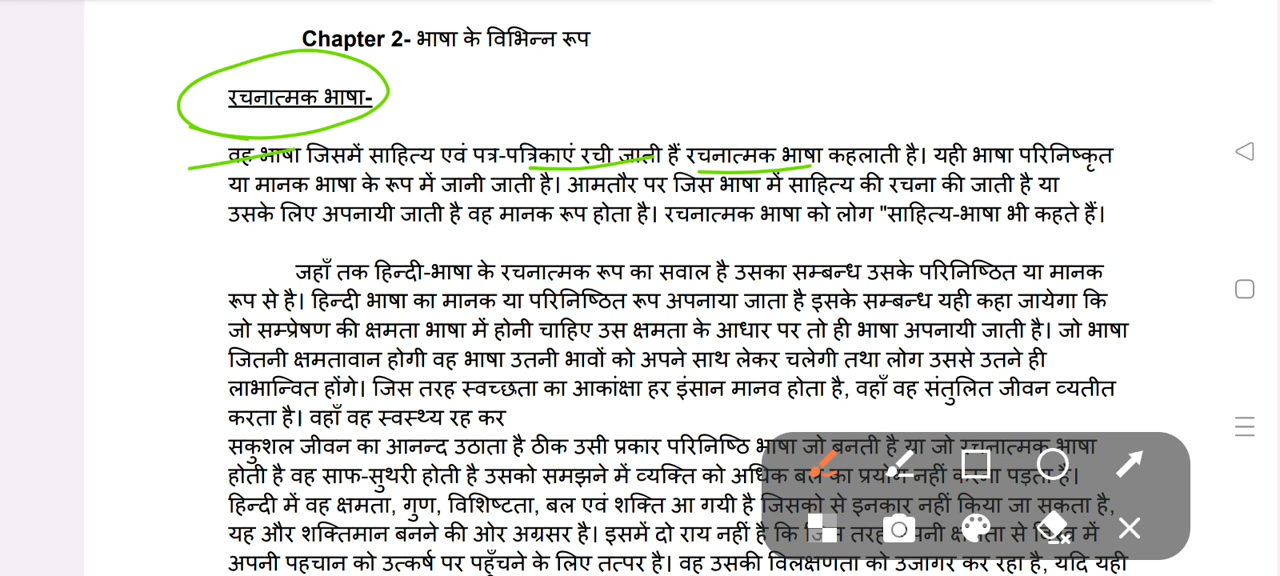 Chapter 2- भाषा के विभिन्न रूप
रचनात्मक भाषा-
वह भाषा जिसमें साहित्य एवं पत्र-पत्रिकाएं रची जाती हैं रचनात्मक भाषा कहलाती है। यही भाषा परिनिष्कृत
या मानक भाषा के रूप में जानी जाती है। आमतौर पर जिस भाषा में साहित्य की रचना की जाती है या
उसके लिए अपनायी जाती है वह मानक रूप होता है। रचनात्मक भाषा को लोग "साहित्य-भाषा भी कहते हैं।
जहाँ तक हिन्दी-भाषा के रचनात्मक रूप का सवाल है उसका सम्बन्ध उसके परिनिष्ठित या मानक
रूप से है। हिन्दी भाषा का मानक या परिनिष्ठित रूप अपनाया जाता है इसके सम्बन्ध यही कहा जायेगा कि
जो सम्प्रेषण की क्षमता भाषा में होनी चाहिए उस क्षमता के आधार पर तो ही भाषा अपनायी जाती है। जो भाषा
जितनी क्षमतावान होगी वह भाषा उतनी भावों को अपने साथ लेकर चलेगी तथा लोग उससे उतने ही
लाभान्वित होंगे। जिस तरह स्वच्छता का आकांक्षा हर इंसान मानव होता है, वहाँ वह संतुलित जीवन व्यतीत
करता है। वहाँ वह स्वस्थ्य रह कर
सकुशल जीवन का आनन्द उठाता है ठीक उसी प्रकार परिनिष्ठि भाषा जो बनती है या जो रचनात्मक भाषा
होती है वह साफ-सुथरी होती है उसको समझने में व्यक्ति को अधिक बल का प्रयोग नहीं करना पड़ता है।
हिन्दी में वह क्षमता, गुण, विशिष्टता, बल एवं शक्ति आ गयी है जिसको से इनकार नहीं किया जा सकता है,
यह और शक्तिमान बनने की ओर अग्रसर है। इसमें दो राय नहीं है कि जिस तरह अपनी क्षमता से में
अपनी पहचान को उत्कर्ष पर पहुँचने के लिए तत्पर है। वह उसकी विलक्षणता को उजागर कर रहा है, यदि यही